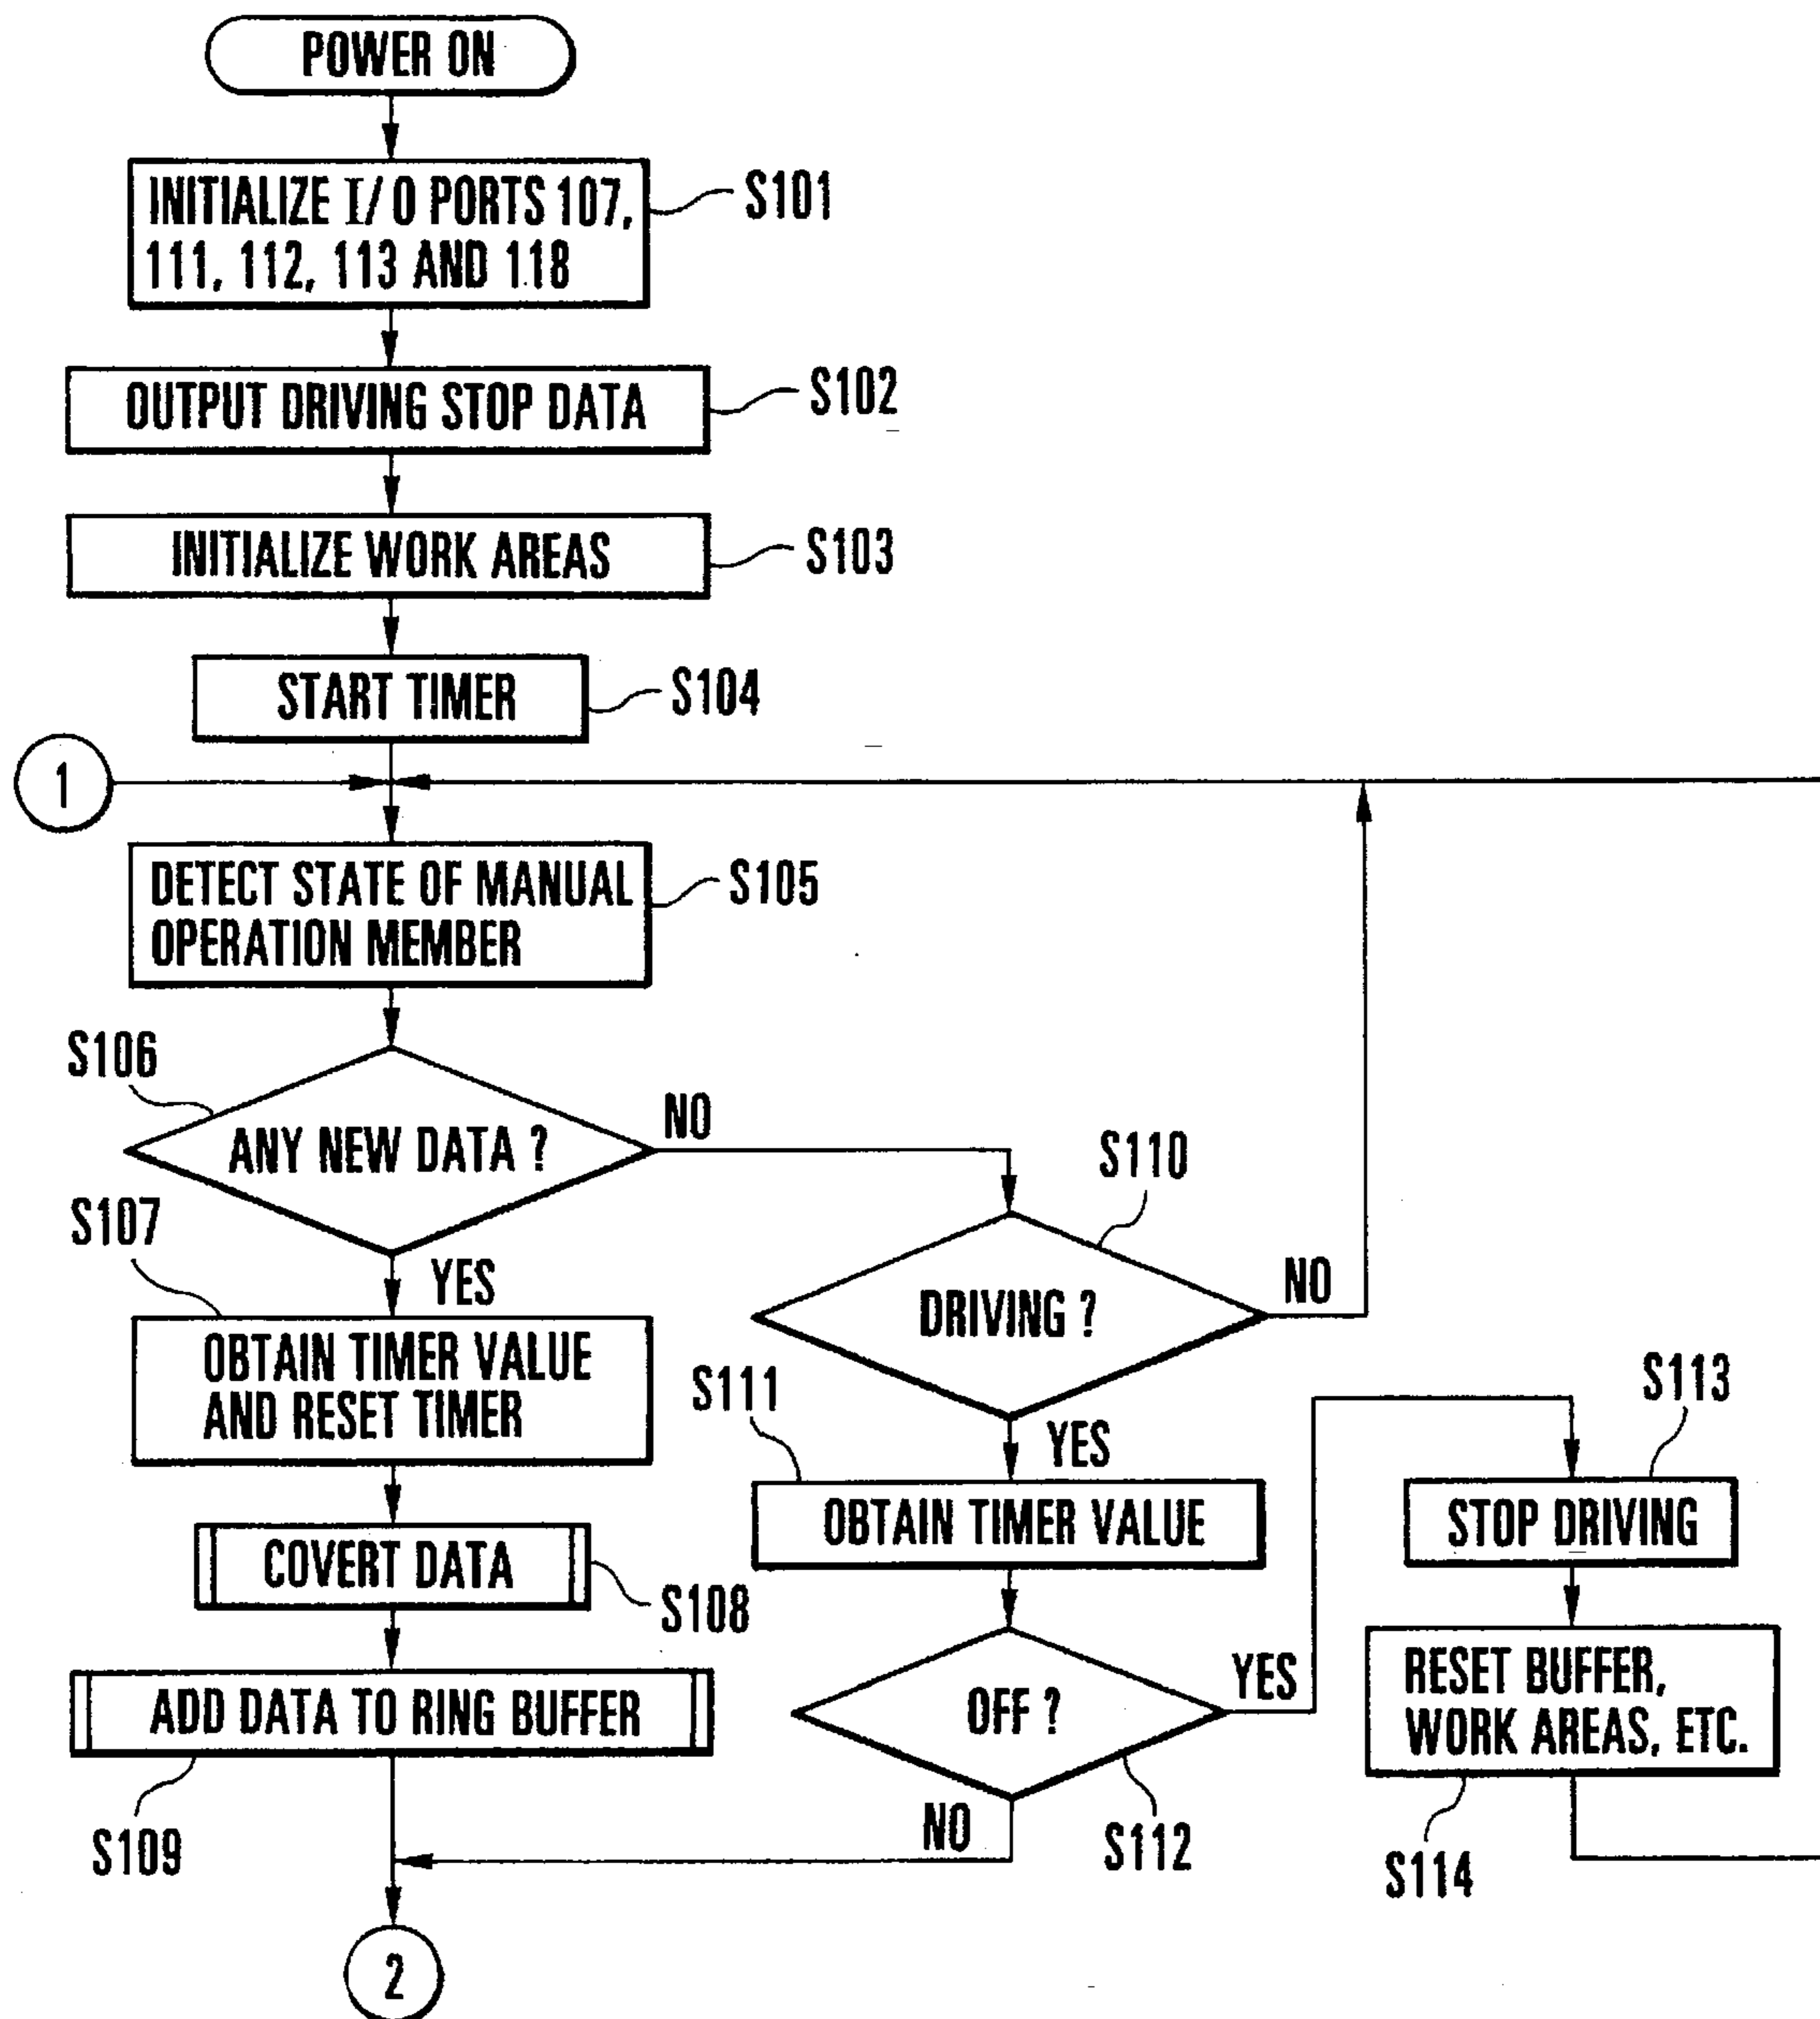 POWER ON
INITIALIZE I/O PORTS 107,
111, 112, 113 AND 118
S101
OUTPUT DRIVING STOP DATA
S102
INITIALIZE WORK AREAS
S103
START TIMER
S104
1
DETECT STATE OF MANUAL
OPERATION MEMBER
S105
S106
ANY NEW DATA ?
NO
YES
S107
OBTAIN TIMER VALUE
AND RESET TIMER
COVERT DATA
S108
ADD DATA TO RING BUFFER
S109
2
S110
DRIVING ?
NO
YES
S111
OBTAIN TIMER VALUE
OFF ?
YES
NO
S112
S113
STOP DRIVING
RESET BUFFER,
WORK AREAS, ETC.
S114